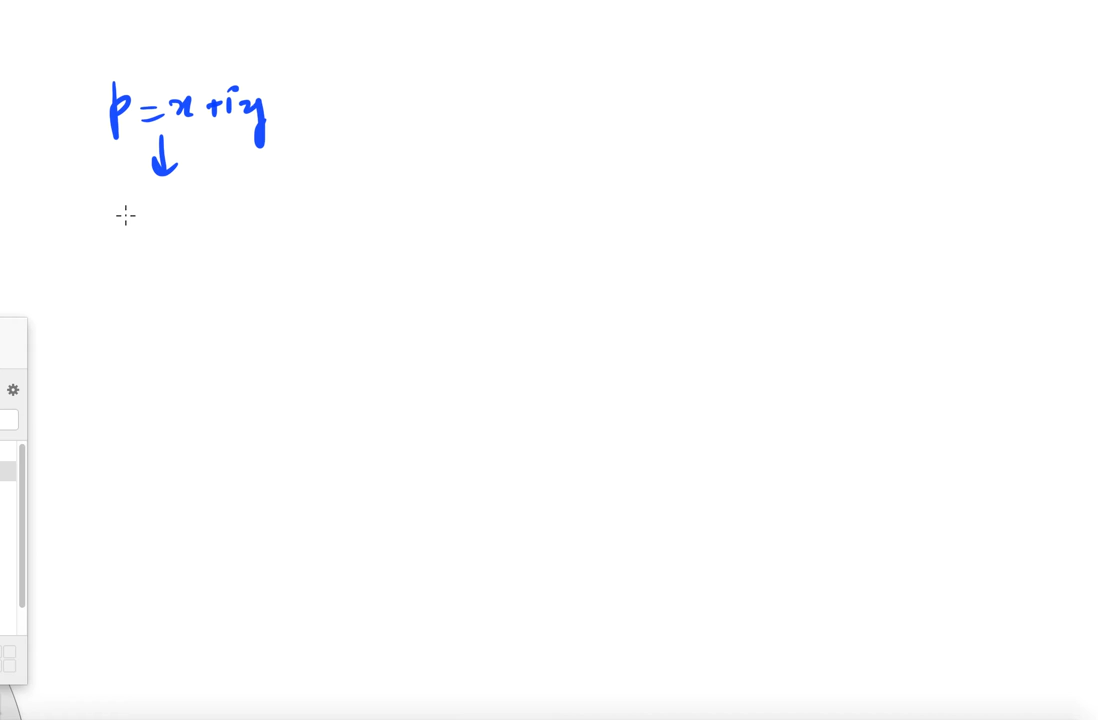 p = x + iy
↓